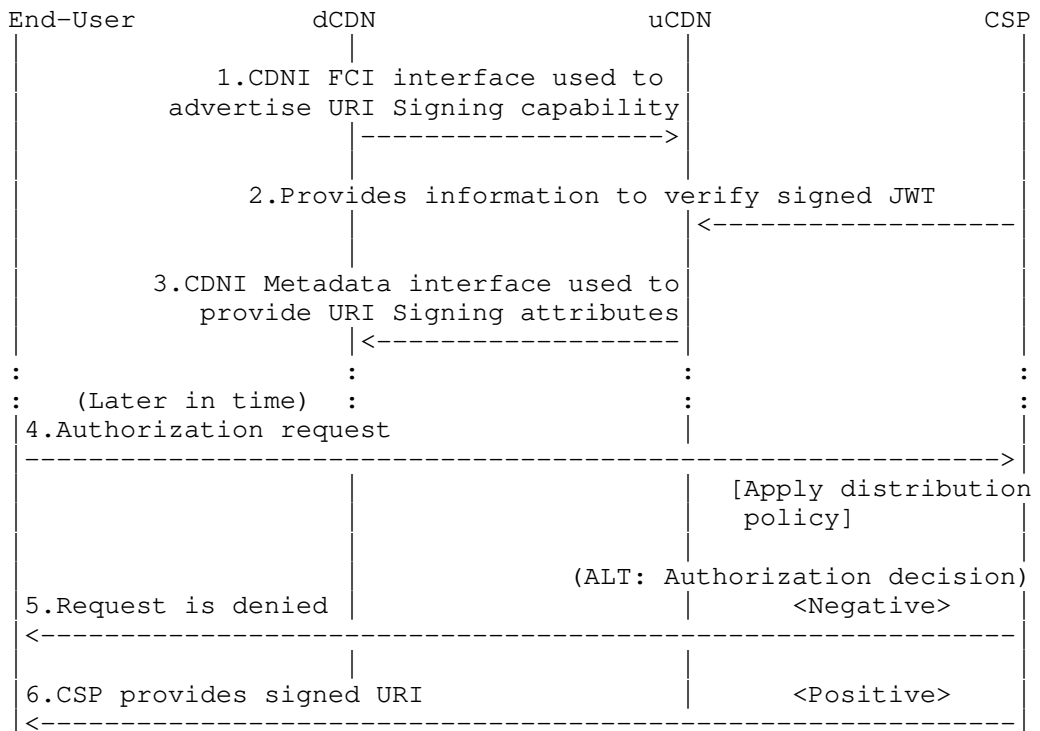 End-User dCDN uCDN CSP
1.CDNI FCI interface used to
advertise URI Signing capability
2.Provides information to verify signed JWT
3.CDNI Metadata interface used to
provide URI Signing attributes
: : : :
: (Later in time) : : :
4.Authorization request
[Apply distribution
policy]
(ALT: Authorization decision)
5.Request is denied <Negative>
6.CSP provides signed URI <Positive>